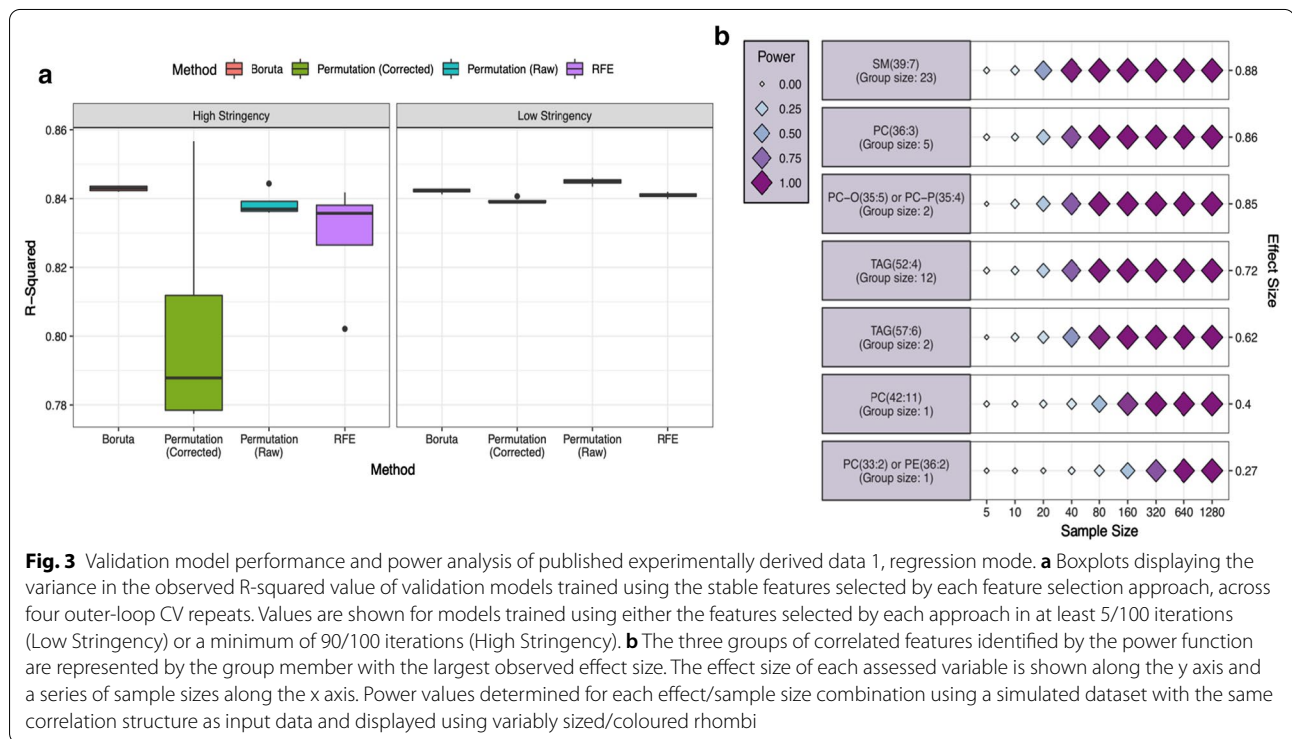 a
Method Boruta Permutation (Corrected) Permutation (Raw) RFE
High Stringency
Low Stringency
0.86
0.84
0.82
0.80
0.78
R-Squared
Boruta
Permutation
(Corrected)
Permutation
(Raw)
RFE
Boruta
Permutation
(Corrected)
Permutation
(Raw)
RFE
Method
b
Power
0.00
0.25
0.50
0.75
1.00
SM(39:7)
(Group size: 23)
0.88
PC(36:3)
(Group size: 5)
0.86
PC-O(35:5) or PC-P(35:4)
(Group size: 2)
0.85
TAG(52:4)
(Group size: 12)
0.72
TAG(57:6)
(Group size: 2)
0.62
PC(42:11)
(Group size: 1)
0.4
PC(33:2) or PE(36:2)
(Group size: 1)
0.27
Effect Size
5 10 20 40 80 160 320 640 1280
Sample Size
Fig. 3 Validation model performance and power analysis of published experimentally derived data 1, regression mode. a Boxplots displaying the
variance in the observed R-squared value of validation models trained using the stable features selected by each feature selection approach, across
four outer-loop CV repeats. Values are shown for models trained using either the features selected by each approach in at least 5/100 iterations
(Low Stringency) or a minimum of 90/100 iterations (High Stringency). b The three groups of correlated features identified by the power function
are represented by the group member with the largest observed effect size. The effect size of each assessed variable is shown along the y axis and
a series of sample sizes along the x axis. Power values determined for each effect/sample size combination using a simulated dataset with the same
correlation structure as input data and displayed using variably sized/coloured rhombi